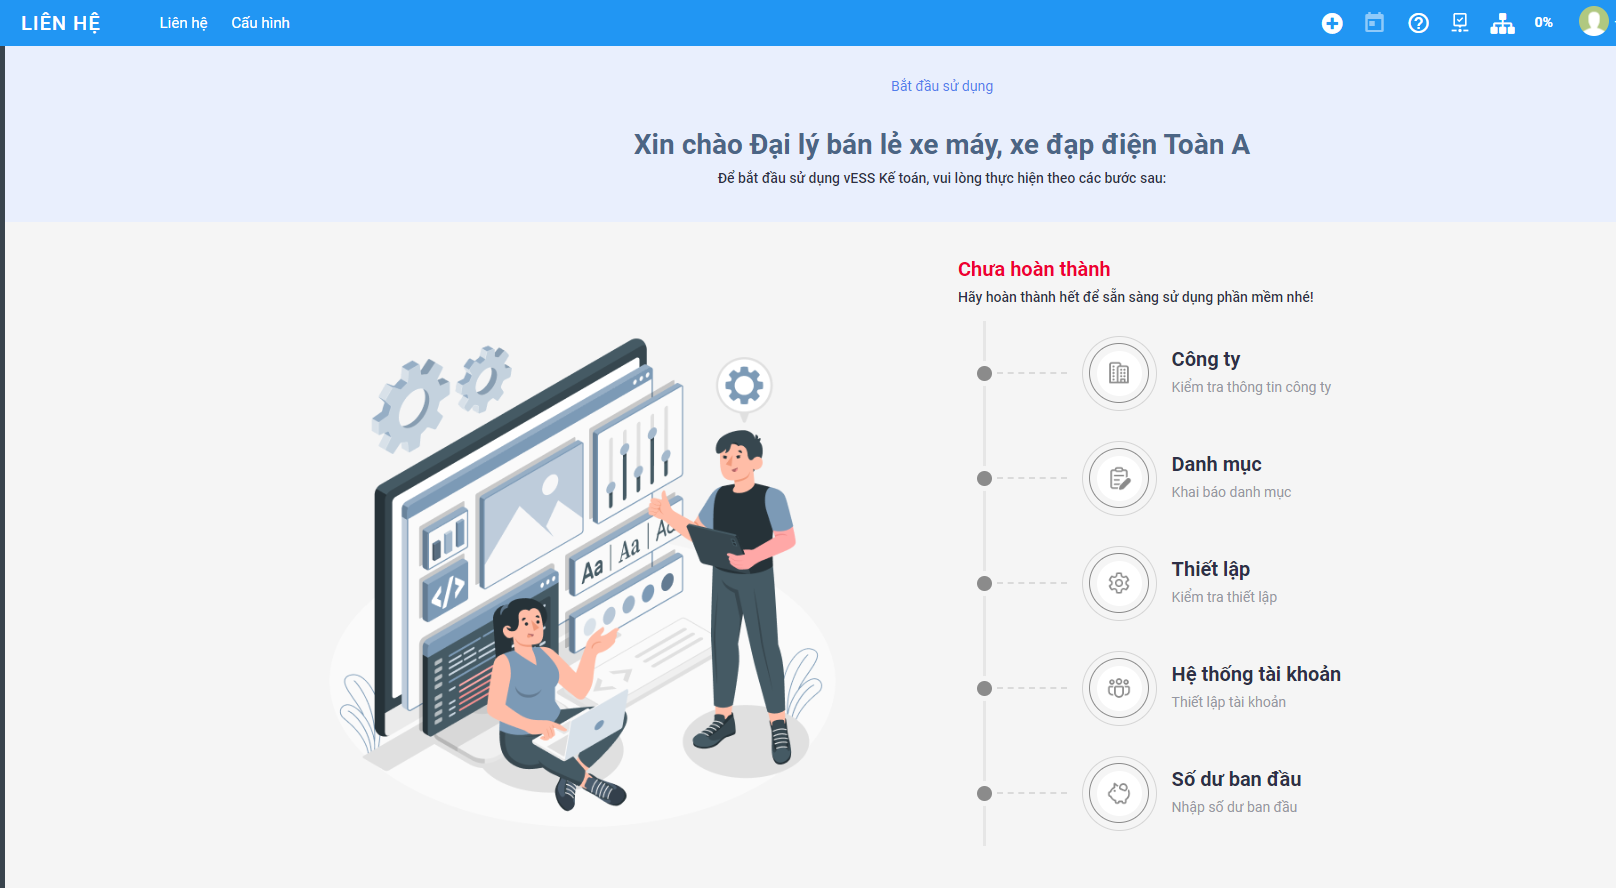 LIÊN HỆ
Liên hệ
Cấu hình
0%
Bắt đầu sử dụng
Xin chào Đại lý bán lẻ xe máy, xe đạp điện Toàn A
Để bắt đầu sử dụng vESS Kế toán, vui lòng thực hiện theo các bước sau:
Chưa hoàn thành
Hãy hoàn thành hết để sẵn sàng sử dụng phần mềm nhé!
Công ty
Kiểm tra thông tin công ty
Danh mục
Khai báo danh mục
Thiết lập
Kiểm tra thiết lập
Hệ thống tài khoản
Thiết lập tài khoản
Số dư ban đầu
Nhập số dư ban đầu
Aa
Aa
Aa
</>